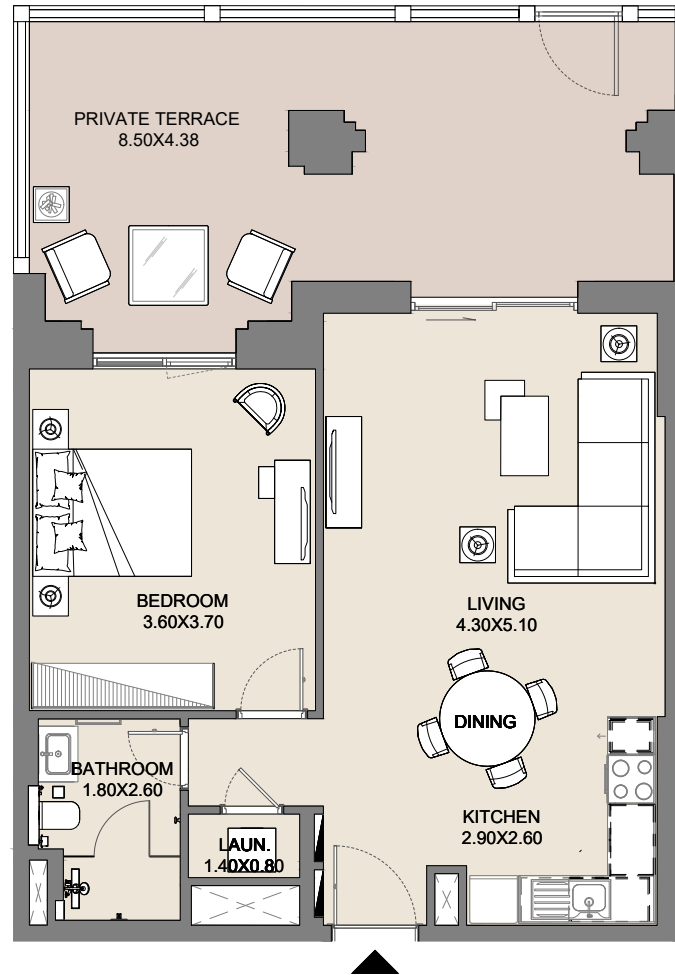 PRIVATE TERRACE
8.50X4.38
BEDROOM
3.60X3.70
LIVING
4.30X5.10
DINING
BATHROOM
1.80X2.60
KITCHEN
2.90X2.60
LAUN.
1.40X0.80